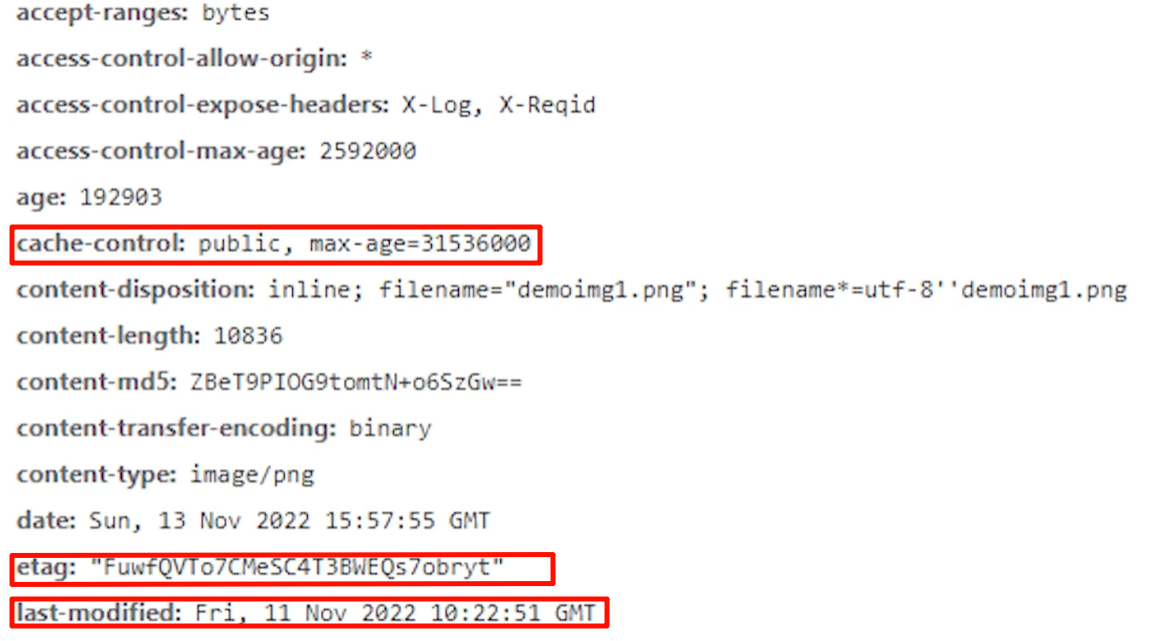 accept-ranges: bytes
access-control-allow-origin: *
access-control-expose-headers: X-Log, X-Reqid
access-control-max-age: 2592000
age: 192903
cache-control: public, max-age=31536000
content-disposition: inline; filename="demoimg1.png"; filename*=utf-8''demoimg1.png
content-length: 10836
content-md5: ZBeT9PIOG9tomtN+o6SzGw==
content-transfer-encoding: binary
content-type: image/png
date: Sun, 13 Nov 2022 15:57:55 GMT
etag: "FuwfQVTo7CMeSC4T3BWEQs7obryt"
last-modified: Fri, 11 Nov 2022 10:22:51 GMT